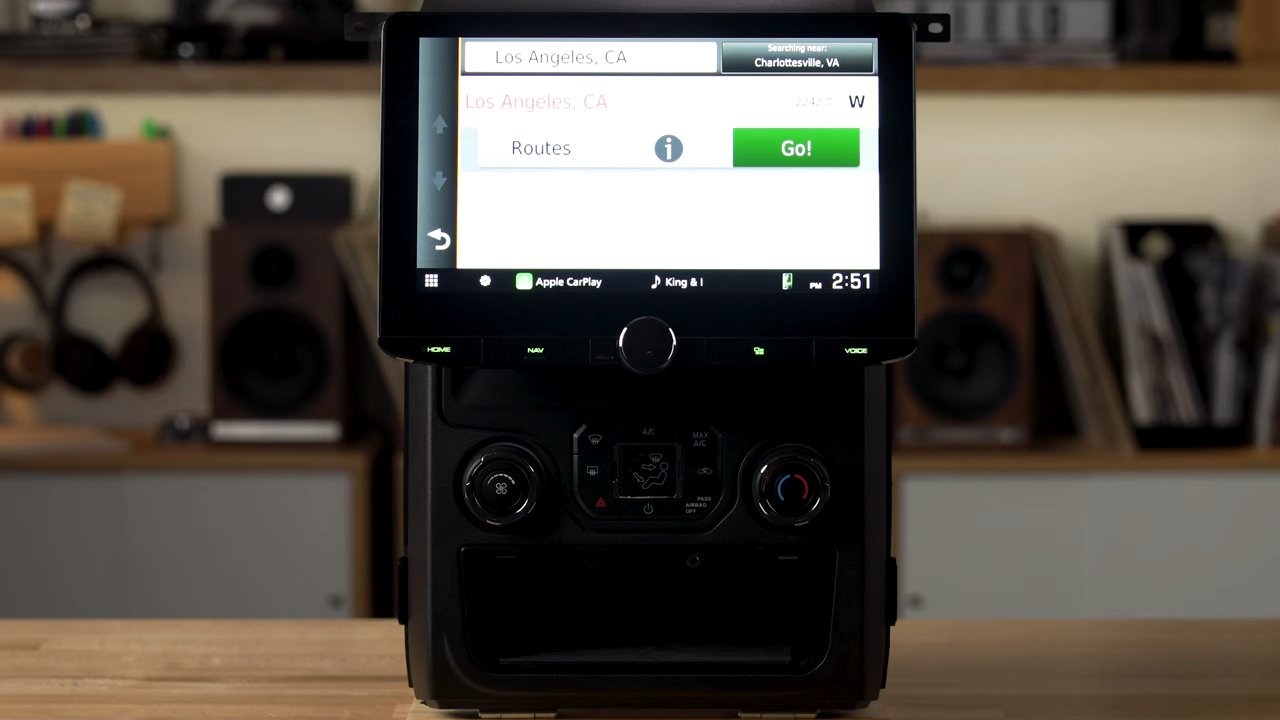 Los Angeles, CA
Searching near:
Charlottesville, VA
Los Angeles, CA
2242 W
Routes
i
Go!
Apple CarPlay
King & I
PM 2:51
HOME
NAV
VOICE
A/C
MAX
A/C
PASS
AIRBAG
OFF